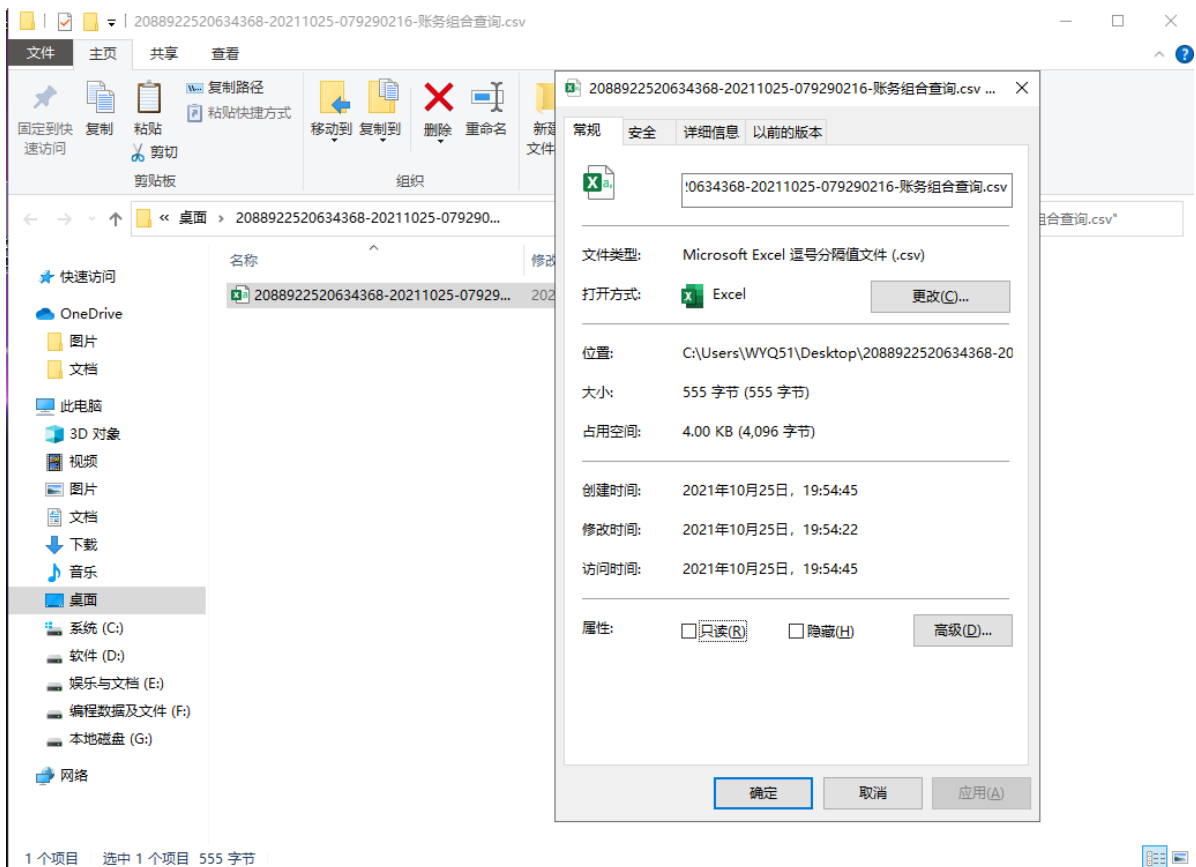 2088922520634368-20211025-079290216-账务组合查询.csv
文件 主页 共享 查看
固定到快速访问
复制
粘贴
复制路径
粘贴快捷方式
剪切
剪贴板
移动到
复制到
删除
重命名
组织
新建
文件
« 桌面 › 2088922520634368-20211025-079290...
组合查询.csv"
名称
修改
2088922520634368-20211025-07929...
202
快速访问
OneDrive
图片
文档
此电脑
3D 对象
视频
图片
文档
下载
音乐
桌面
系统 (C:)
软件 (D:)
娱乐与文档 (E:)
编程数据及文件 (F:)
本地磁盘 (G:)
网络
1 个项目 选中 1 个项目 555 字节
2088922520634368-20211025-079290216-账务组合查询.csv ...
常规 安全 详细信息 以前的版本
0634368-20211025-079290216-账务组合查询.csv
文件类型: Microsoft Excel 逗号分隔值文件 (.csv)
打开方式: Excel 更改(C)...
位置: C:\Users\WYQ51\Desktop\2088922520634368-20
大小: 555 字节 (555 字节)
占用空间: 4.00 KB (4,096 字节)
创建时间: 2021年10月25日，19:54:45
修改时间: 2021年10月25日，19:54:22
访问时间: 2021年10月25日，19:54:45
属性: 只读(R) 隐藏(H) 高级(D)...
确定 取消 应用(A)